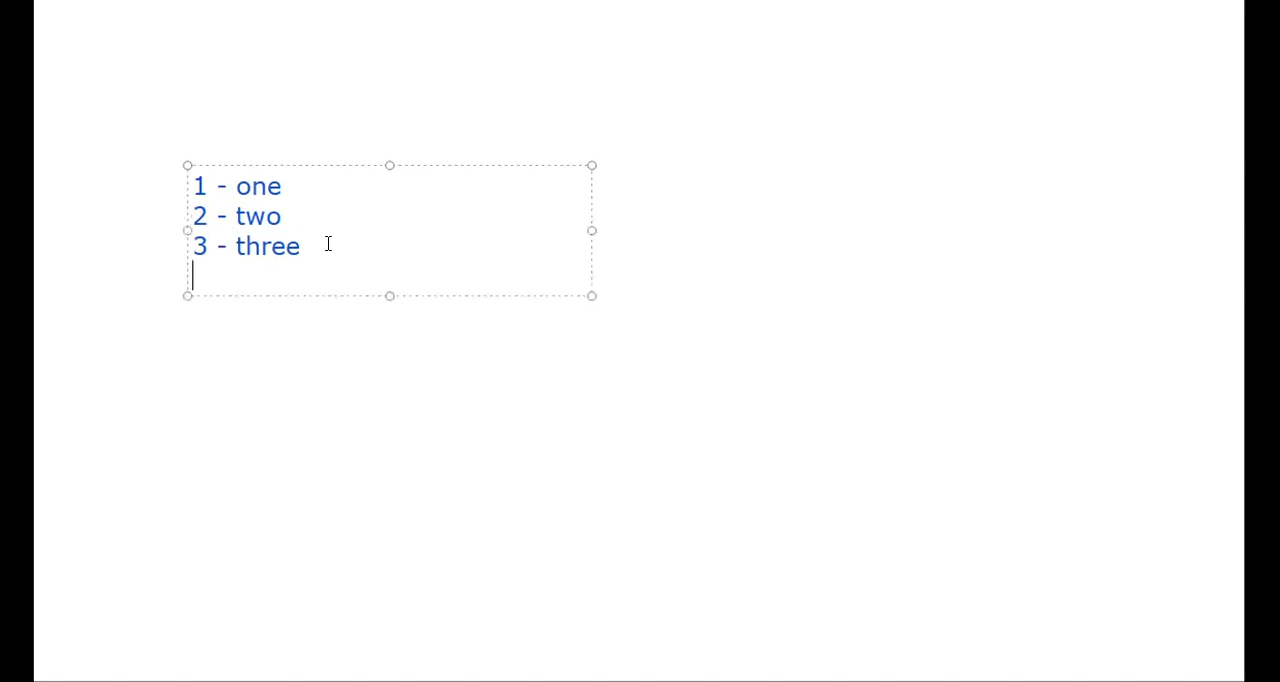 1 - one
2 - two
3 - three